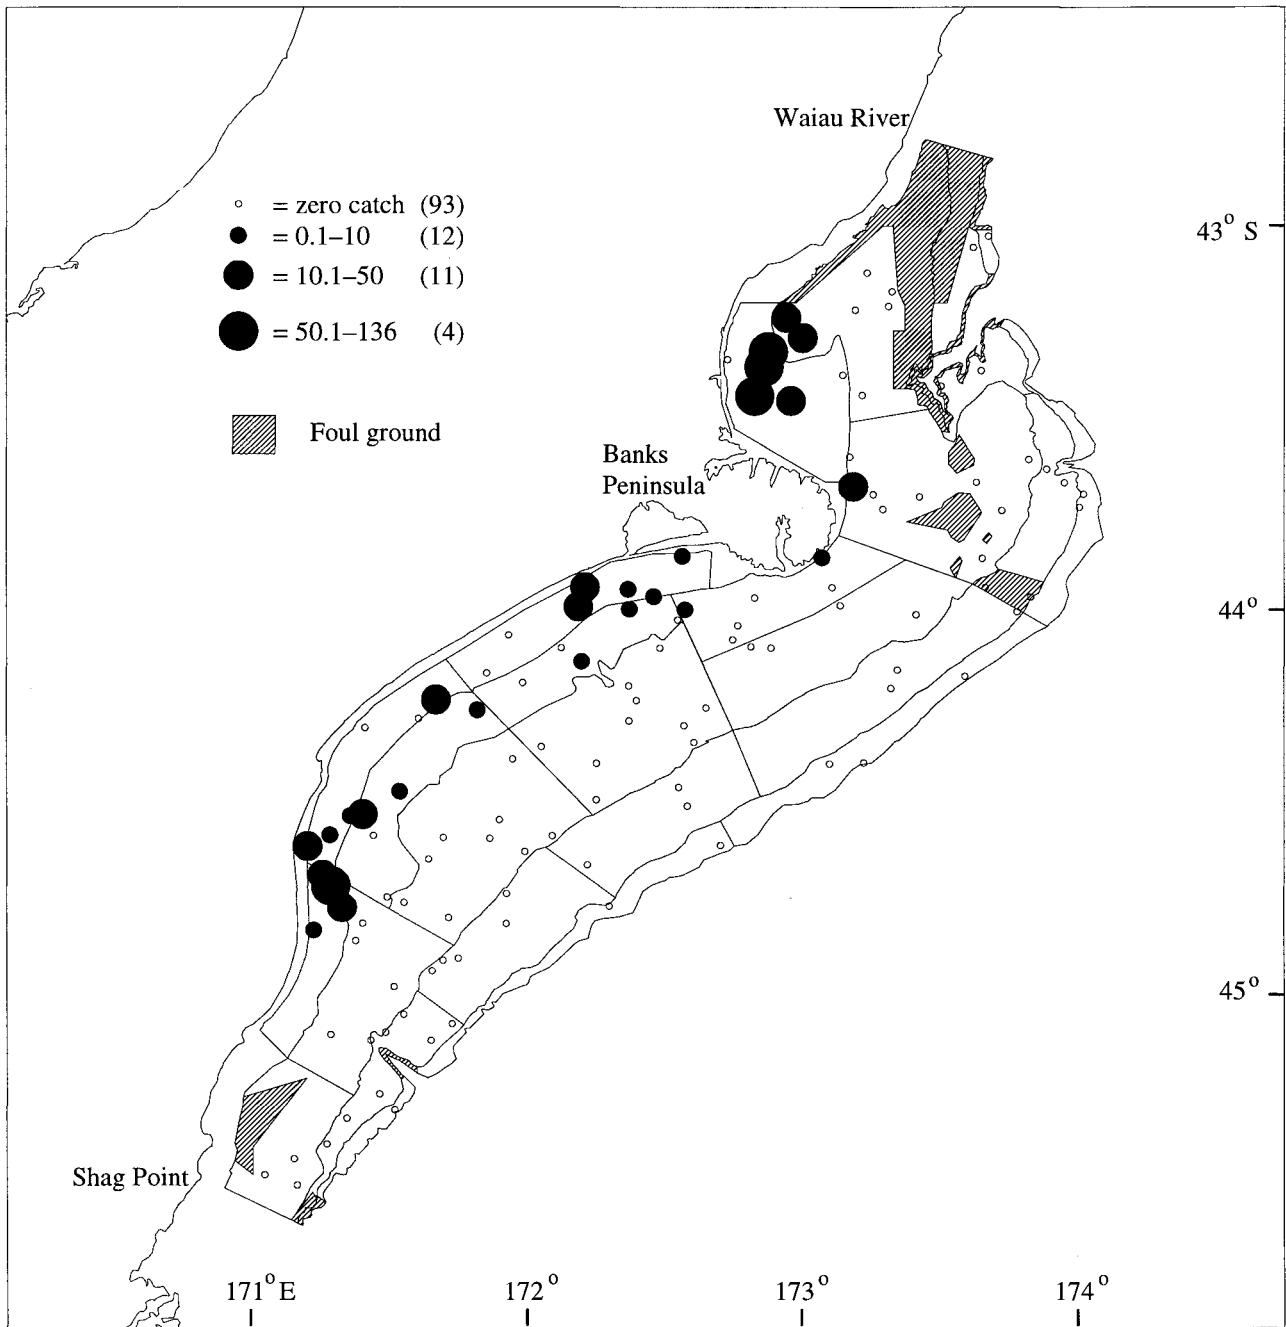 Waiau River
= zero catch (93)
= 0.1–10 (12)
= 10.1–50 (11)
= 50.1–136 (4)
Foul ground
43° S
Banks
Peninsula
44°
45°
Shag Point
171° E 172° 173° 174°